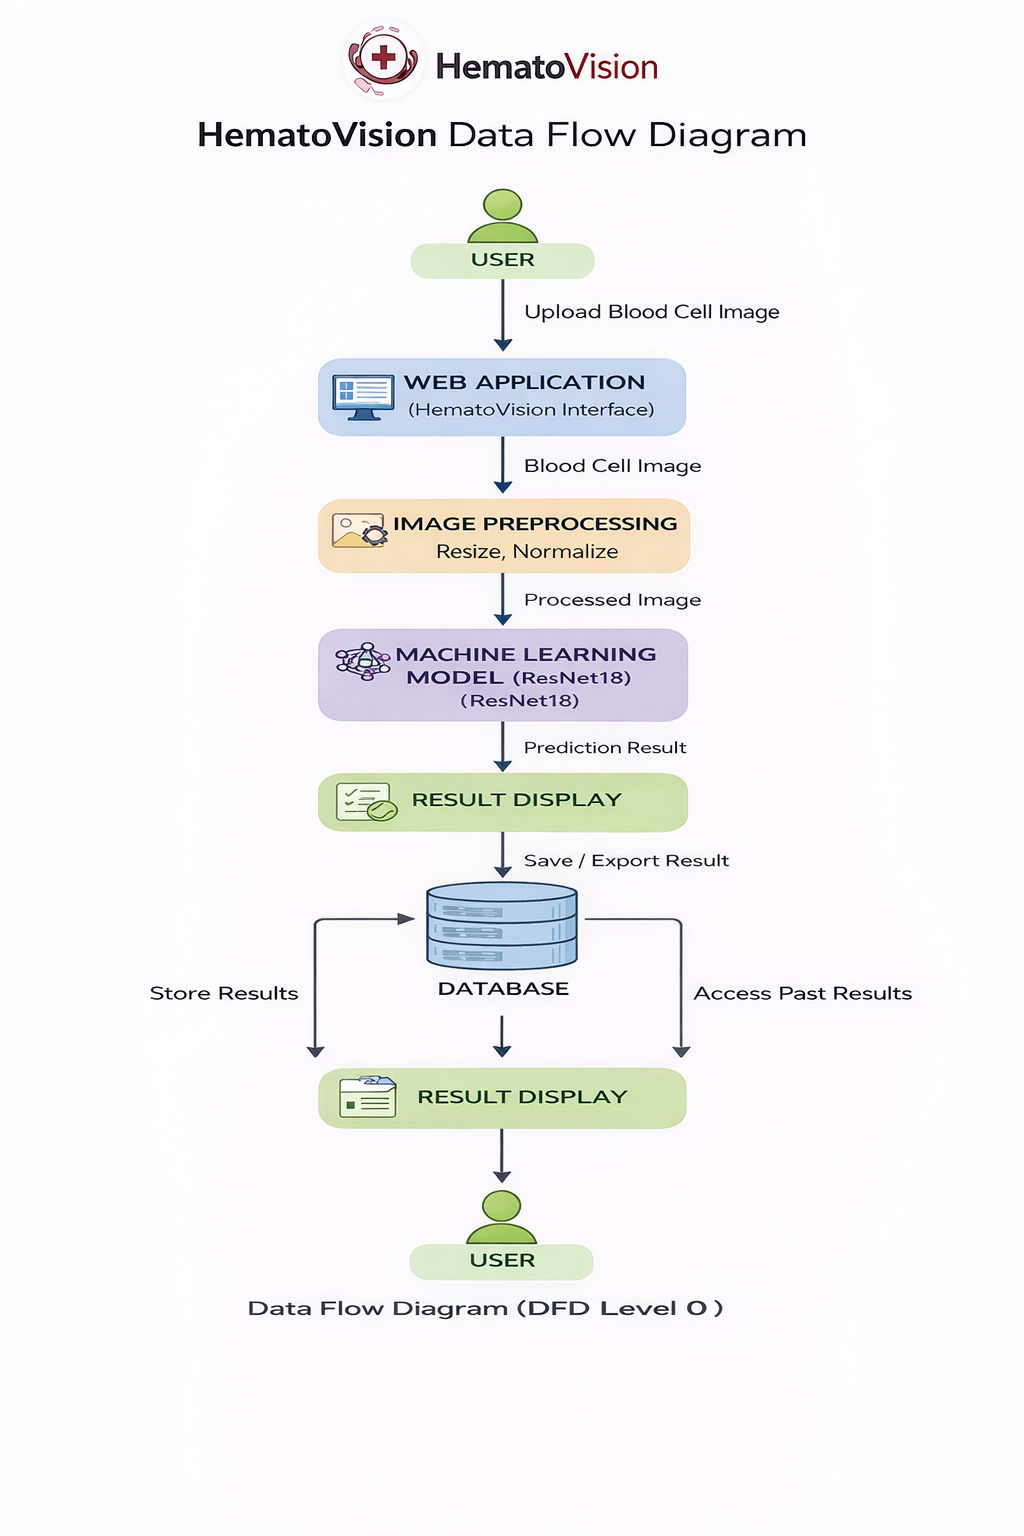 HematoVision
HematoVision Data Flow Diagram
USER
Upload Blood Cell Image
WEB APPLICATION
(HematoVision Interface)
Blood Cell Image
IMAGE PREPROCESSING
Resize, Normalize
Processed Image
MACHINE LEARNING
MODEL (ResNet18)
(ResNet18)
Prediction Result
RESULT DISPLAY
Save / Export Result
DATABASE
Store Results
Access Past Results
RESULT DISPLAY
USER
Data Flow Diagram (DFD Level 0 )